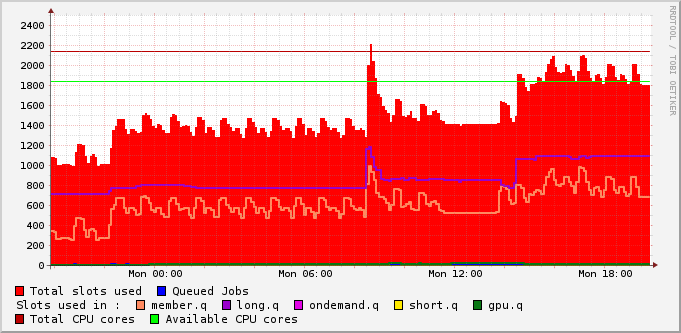 2400
2200
2000
1800
1600
1400
1200
1000
800
600
400
200
0
Mon 00:00 Mon 06:00 Mon 12:00 Mon 18:00
Total slots used Queued Jobs
Slots used in : member.q long.q ondemand.q short.q gpu.q
Total CPU cores Available CPU cores
RRDTOOL / TOBI OETIKER